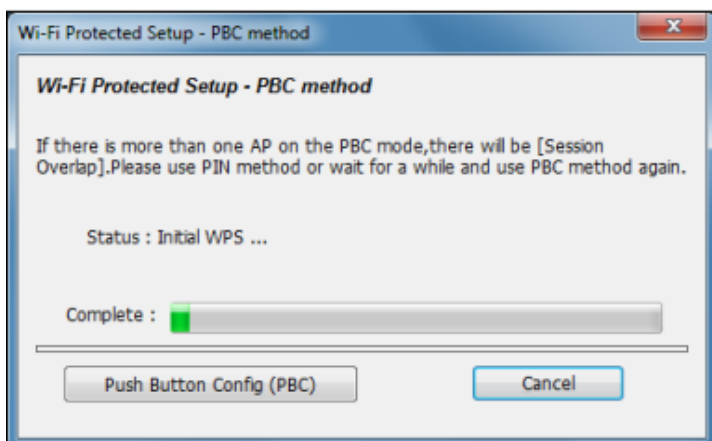 Wi-Fi Protected Setup - PBC method
Wi-Fi Protected Setup - PBC method
If there is more than one AP on the PBC mode,there will be [Session
Overlap].Please use PIN method or wait for a while and use PBC method again.
Status : Initial WPS ...
Complete :
Push Button Config (PBC)
Cancel